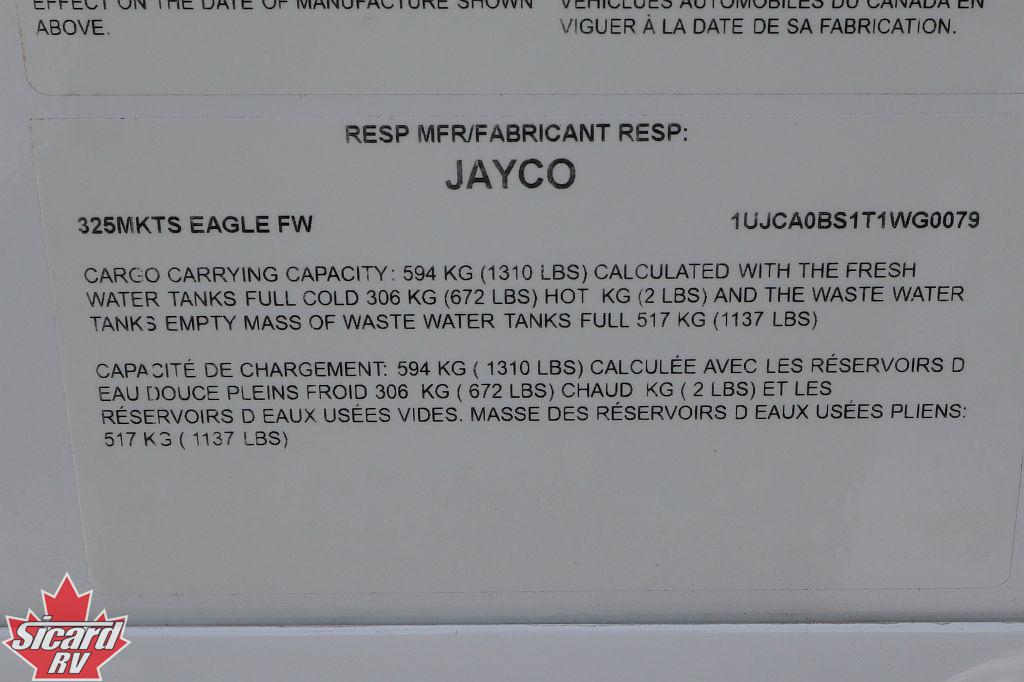 EFFECT ON THE DATE OF MANUFACTURE SHOWN
ABOVE.
VÉHICLUES AUTOMOBILES DU CANADA EN
VIGUER À LA DATE DE SA FABRICATION.
RESP MFR/FABRICANT RESP:
JAYCO
325MKTS EAGLE FW
1UJCA0BS1T1WG0079
CARGO CARRYING CAPACITY: 594 KG (1310 LBS) CALCULATED WITH THE FRESH
WATER TANKS FULL COLD 306 KG (672 LBS) HOT KG (2 LBS) AND THE WASTE WATER
TANKS EMPTY MASS OF WASTE WATER TANKS FULL 517 KG (1137 LBS)
CAPACITÉ DE CHARGEMENT: 594 KG ( 1310 LBS) CALCULÉE AVEC LES RÉSERVOIRS D
EAU DOUCE PLEINS FROID 306 KG ( 672 LBS) CHAUD KG ( 2 LBS) ET LES
RÉSERVOIRS D EAUX USÉES VIDES. MASSE DES RÉSERVOIRS D EAUX USÉES PLIENS:
517 KG ( 1137 LBS)
Sicard
RV